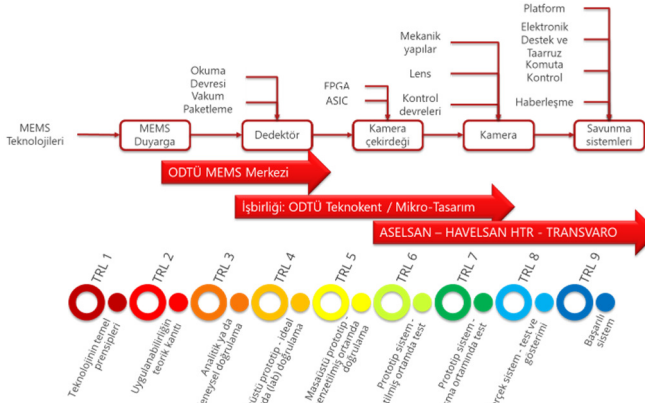 Platform
Elektronik
Destek ve
Taarruz
Komuta
Kontrol
Haberleşme
Mekanik
yapılar
Lens
Kontrol
devreleri
Okuma
Devresi
Vakum
Paketleme
FPGA
ASIC
MEMS
Teknolojileri
MEMS
Duyarga
Dedektör
Kamera
çekirdeği
Kamera
Savunma
sistemleri
ODTÜ MEMS Merkezi
İşbirliği: ODTÜ Teknokent / Mikro-Tasarım
ASELSAN – HAVELSAN HTR - TRANSVARO
TRL 1
TRL 2
TRL 3
TRL 4
TRL 5
TRL 6
TRL 7
TRL 8
TRL 9
Teknolojinin temel
prensipleri
Uygulanabilirliğin
teorik kanıtı
Analitik ya da
deneysel doğrulama
prototip - ideal
(lab) doğrulama
Masaüstü prototip -
ortamda
doğrulama
Prototip sistem -
ortamda test
Prototip sistem -
ortamında test
sistem - test ve
gösterimi
Başarılı
sistem